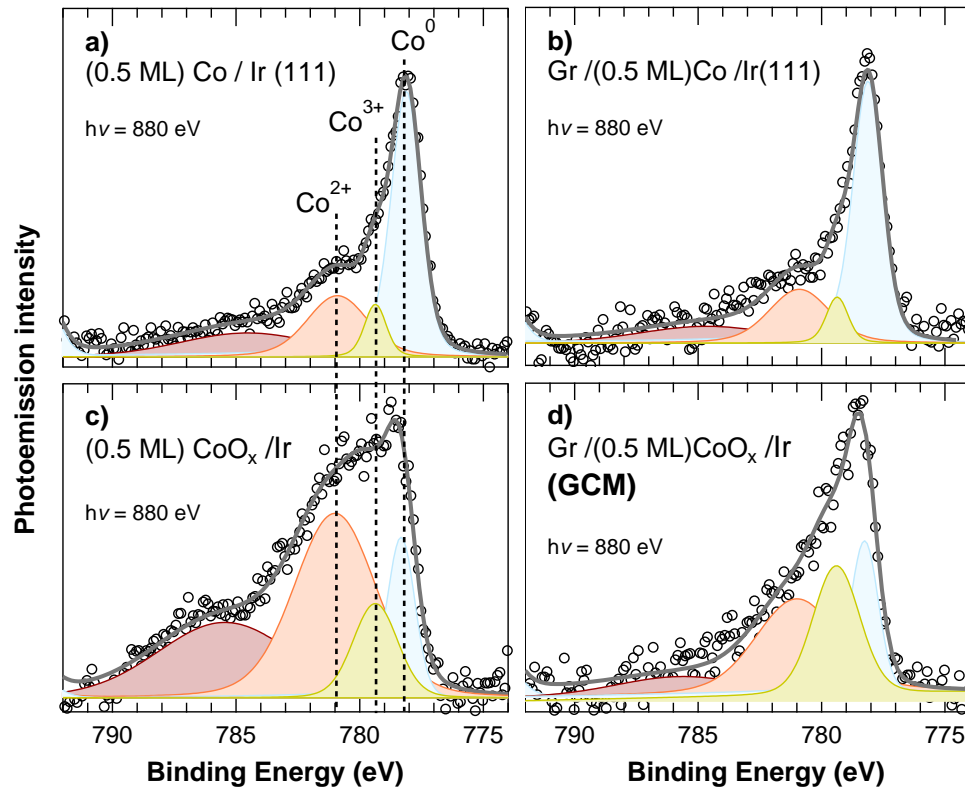 a)
(0.5 ML) Co / Ir (111)
hν = 880 eV
Co²⁺
Co³⁺
Co⁰
b)
Gr /(0.5 ML)Co /Ir(111)
hν = 880 eV
c)
(0.5 ML) CoOₓ /Ir
hν = 880 eV
d)
Gr /(0.5 ML)CoOₓ /Ir
(GCM)
hν = 880 eV
Photoemission intensity
790 785 780 775
790 785 780 775
Binding Energy (eV)
Binding Energy (eV)